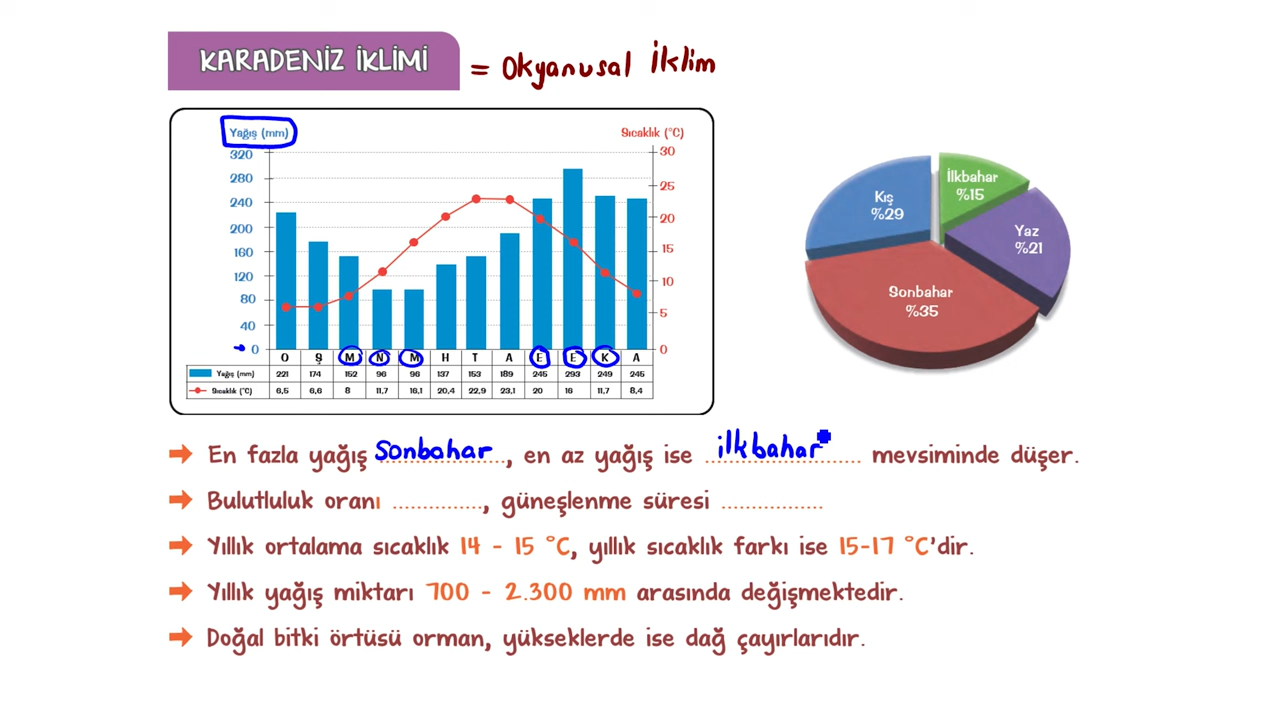 KARADENİZ İKLİMİ = Okyanusal İklim
Yağış (mm) Sıcaklık (°C)
320 30
280 25
240 20
200 15
160 10
120 5
80 0
40
0
O Ş M N M H T A E E K A
Yağış (mm) 221 174 152 96 96 137 153 189 245 293 249 245
Sıcaklık (°C) 6,5 6,6 8 11,7 16,1 20,4 22,9 23,1 20 16 11,7 8,4
Kış
%29
İlkbahar
%15
Yaz
%21
Sonbahar
%35
➞ En fazla yağış sonbahar, en az yağış ise ilkbahar mevsiminde düşer.
➞ Bulutluluk oranı .............., güneşlenme süresi ................
➞ Yıllık ortalama sıcaklık 14 - 15 °C, yıllık sıcaklık farkı ise 15-17 °C'dir.
➞ Yıllık yağış miktarı 700 - 2.300 mm arasında değişmektedir.
➞ Doğal bitki örtüsü orman, yükseklerde ise dağ çayırlarıdır.